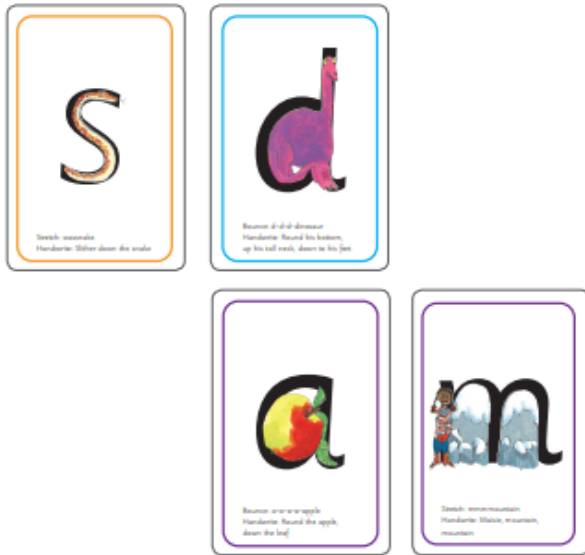 s
Stretch: sssssnake
Handwrite: Slither down the snake
d
Bounce: d-d-d-dinosaur
Handwrite: Round his bottom,
up his tall neck, down to his feet
a
Bounce: a-a-a-a-apple
Handwrite: Round the apple,
down the leaf
m
Stretch: mmmmountain
Handwrite: Maisie, mountain,
mountain